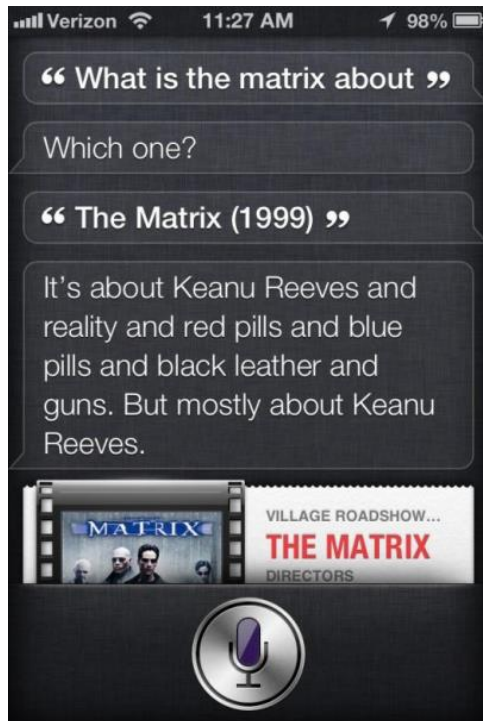 Verizon 11:27 AM 98%
“ What is the matrix about ”
Which one?
“ The Matrix (1999) ”
It’s about Keanu Reeves and
reality and red pills and blue
pills and black leather and
guns. But mostly about Keanu
Reeves.
MATRIX
VILLAGE ROADSHOW...
THE MATRIX
DIRECTORS